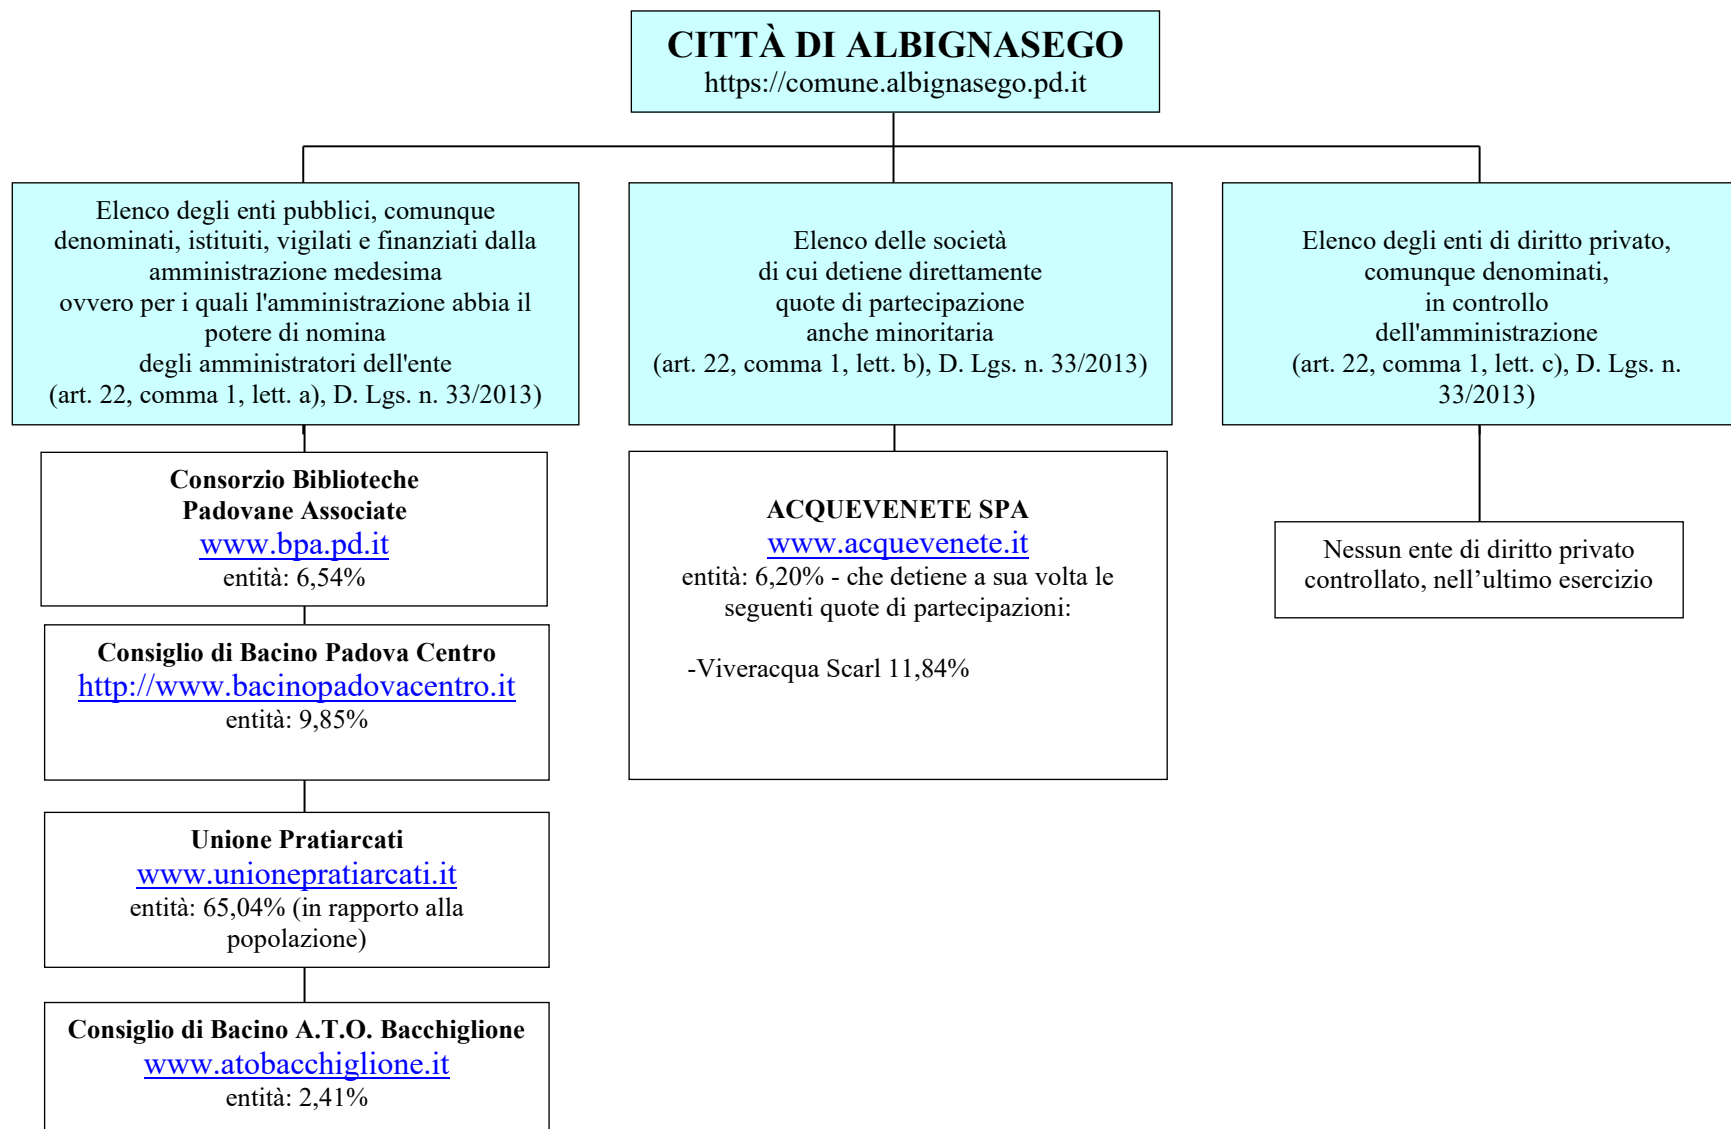 CITTÀ DI ALBIGNASEGO
https://comune.albignasego.pd.it
Elenco degli enti pubblici, comunque
denominati, istituiti, vigilati e finanziati dalla
amministrazione medesima
ovvero per i quali l'amministrazione abbia il
potere di nomina
degli amministratori dell'ente
(art. 22, comma 1, lett. a), D. Lgs. n. 33/2013)
Elenco delle società
di cui detiene direttamente
quote di partecipazione
anche minoritaria
(art. 22, comma 1, lett. b), D. Lgs. n. 33/2013)
Elenco degli enti di diritto privato,
comunque denominati,
in controllo
dell'amministrazione
(art. 22, comma 1, lett. c), D. Lgs. n.
33/2013)
Consorzio Biblioteche
Padovane Associate
www.bpa.pd.it
entità: 6,54%
Consiglio di Bacino Padova Centro
http://www.bacinopadovacentro.it
entità: 9,85%
Unione Pratiarcati
www.unionepratiarcati.it
entità: 65,04% (in rapporto alla
popolazione)
Consiglio di Bacino A.T.O. Bacchiglione
www.atobacchiglione.it
entità: 2,41%
ACQUEVENETE SPA
www.acquevenete.it
entità: 6,20% - che detiene a sua volta le
seguenti quote di partecipazioni:
-Viveracqua Scarl 11,84%
Nessun ente di diritto privato
controllato, nell’ultimo esercizio